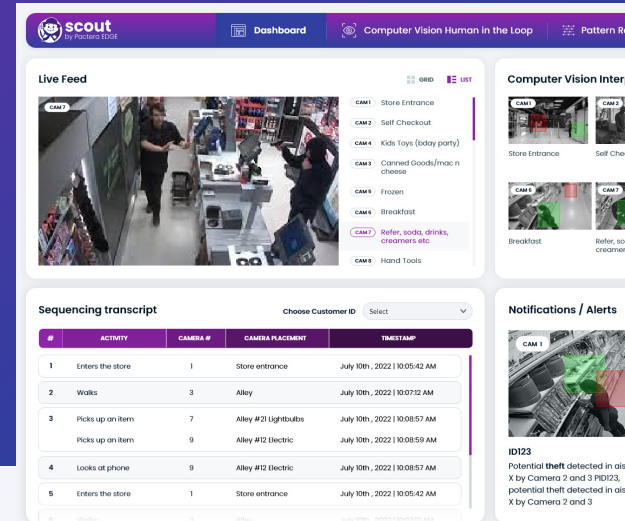 scout
by Pactera EDGE
Dashboard
Computer Vision Human in the Loop
Pattern Re
Live Feed
GRID
LIST
CAM 7
CAM 1 Store Entrance
CAM 2 Self Checkout
CAM 4 Kids Toys (bday party)
CAM 3 Canned Goods/mac n
cheese
CAM 5 Frozen
CAM 6 Breakfast
CAM 7 Refer, soda, drinks,
creamers etc
CAM 8 Hand Tools
Computer Vision Interp
CAM 1
CAM 2
Store Entrance
Self Chec
CAM 6
CAM 7
Breakfast
Refer, so
creamer
Sequencing transcript
Choose Customer ID Select
# ACTIVITY CAMERA # CAMERA PLACEMENT TIMESTAMP
1 Enters the store 1 Store entrance July 10th , 2022 | 10:05:42 AM
2 Walks 3 Alley July 10th , 2022 | 10:07:12 AM
3 Picks up an item 7 Alley #21 Lightbulbs July 10th , 2022 | 10:08:57 AM
Picks up an item 9 Alley #12 Electric July 10th , 2022 | 10:08:59 AM
4 Looks at phone 9 Alley #12 Electric July 10th , 2022 | 10:08:57 AM
5 Enters the store 1 Store entrance July 10th , 2022 | 10:05:42 AM
Notifications / Alerts
CAM 1
ID123
Potential theft detected in ais
X by Camera 2 and 3 PID123,
potential theft detected in ais
X by Camera 2 and 3